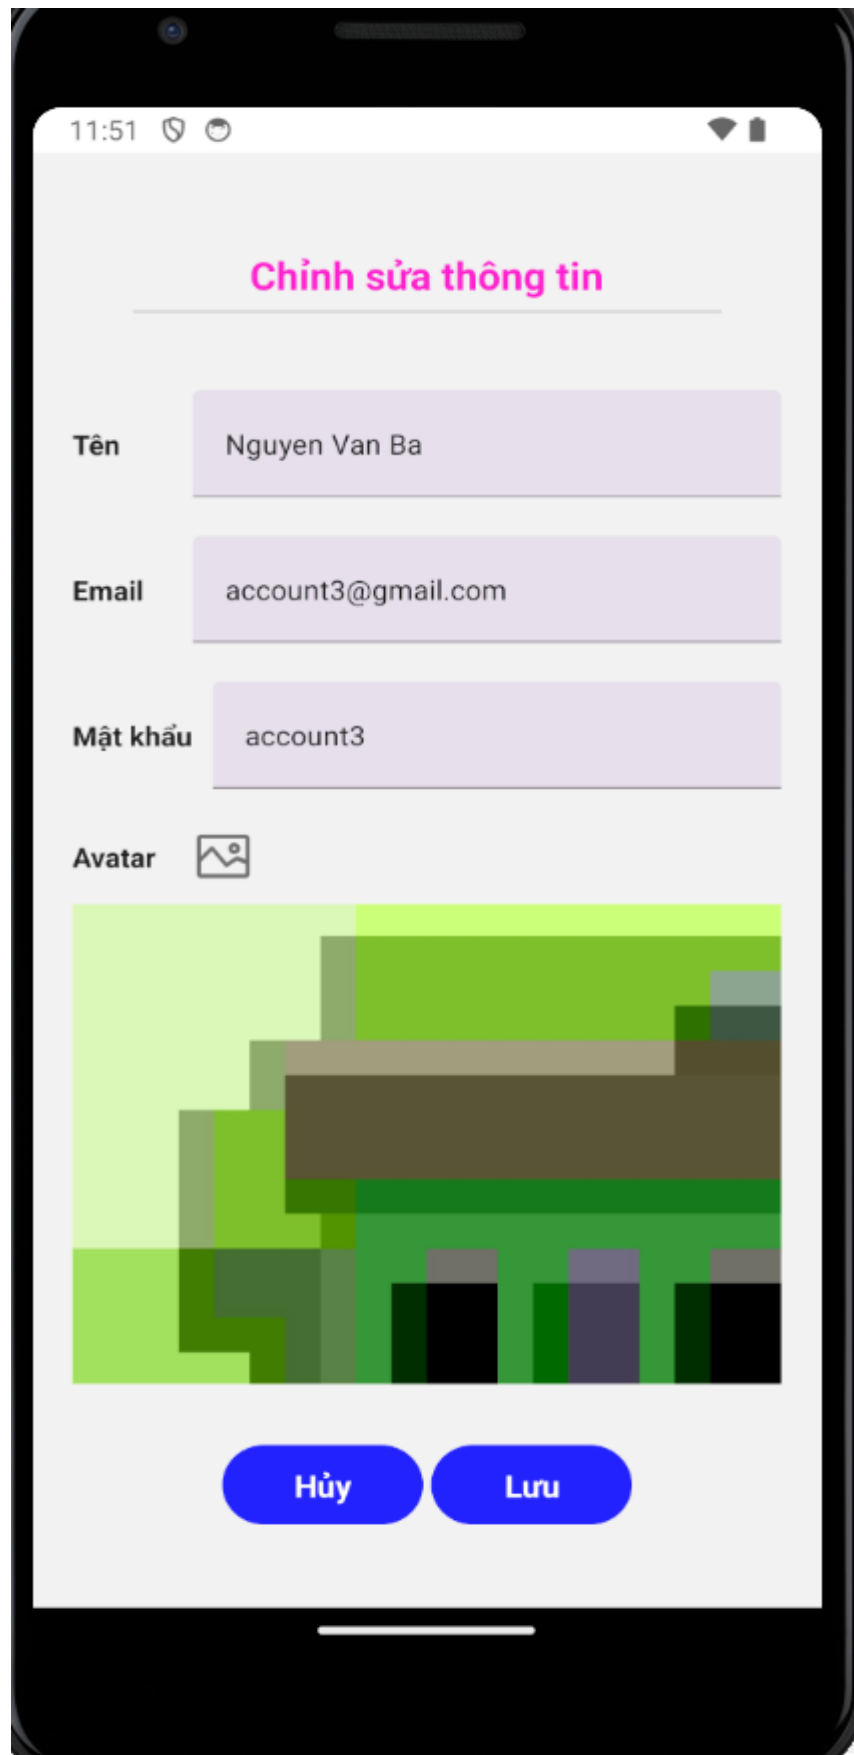 11:51
Chỉnh sửa thông tin
Tên
Nguyen Van Ba
Email
account3@gmail.com
Mật khẩu
account3
Avatar
Hủy
Lưu